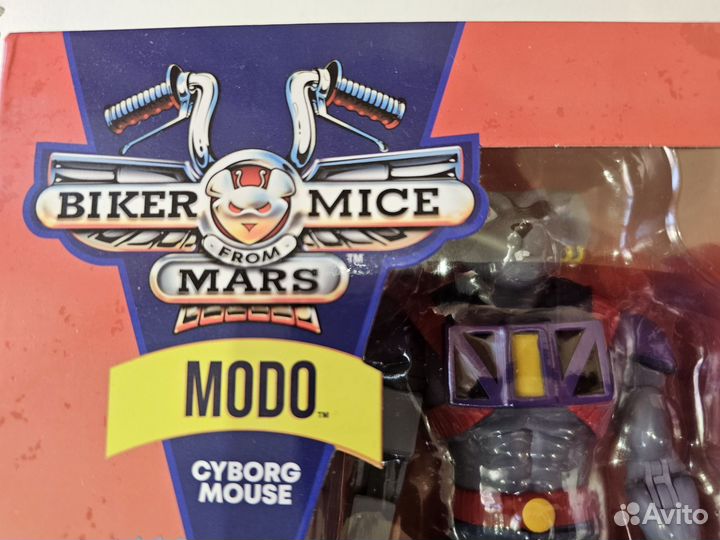 BIKER MICE
FROM
MARS
TM
MODO
TM
CYBORG
MOUSE
Avito